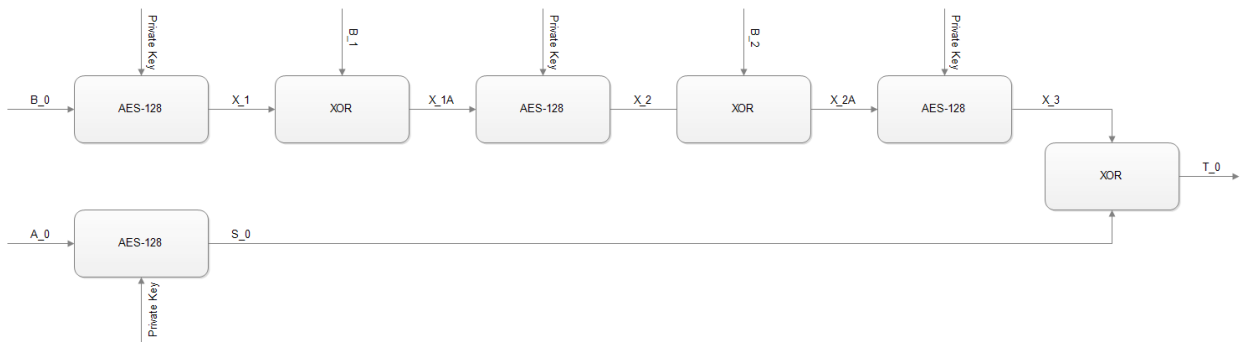 Private Key
B_1
Private Key
B_2
Private Key
B_0
AES-128
X_1
XOR
X_1A
AES-128
X_2
XOR
X_2A
AES-128
X_3
XOR
T_0
A_0
AES-128
S_0
Private Key